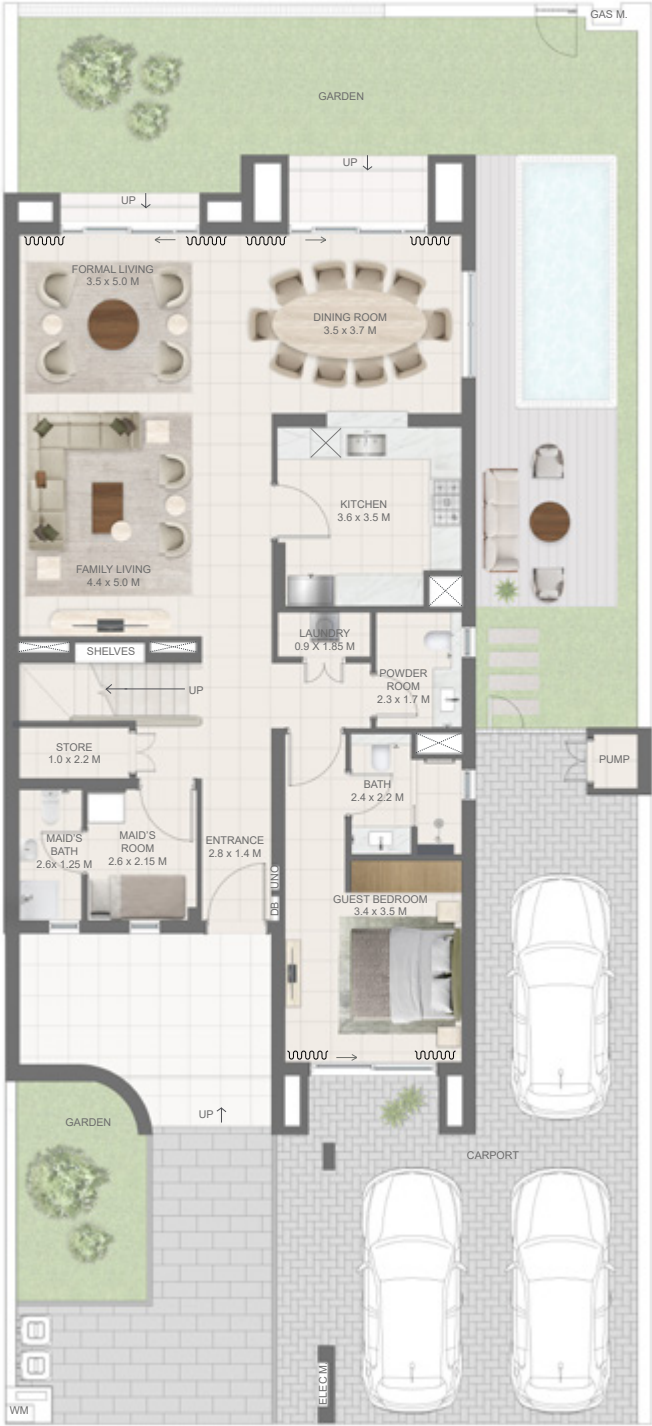 GAS M.
GARDEN
UP
UP
FORMAL LIVING
3.5 x 5.0 M
DINING ROOM
3.5 x 3.7 M
KITCHEN
3.6 x 3.5 M
FAMILY LIVING
4.4 x 5.0 M
LAUNDRY
0.9 X 1.85 M
SHELVES
POWDER
ROOM
2.3 x 1.7 M
UP
STORE
1.0 x 2.2 M
PUMP
BATH
2.4 x 2.2 M
MAID'S
BATH
2.6x 1.25 M
MAID'S
ROOM
2.6 x 2.15 M
ENTRANCE
2.8 x 1.4 M
DB
UNO
GUEST BEDROOM
3.4 x 3.5 M
UP
GARDEN
CARPORT
ELEC.M
WM